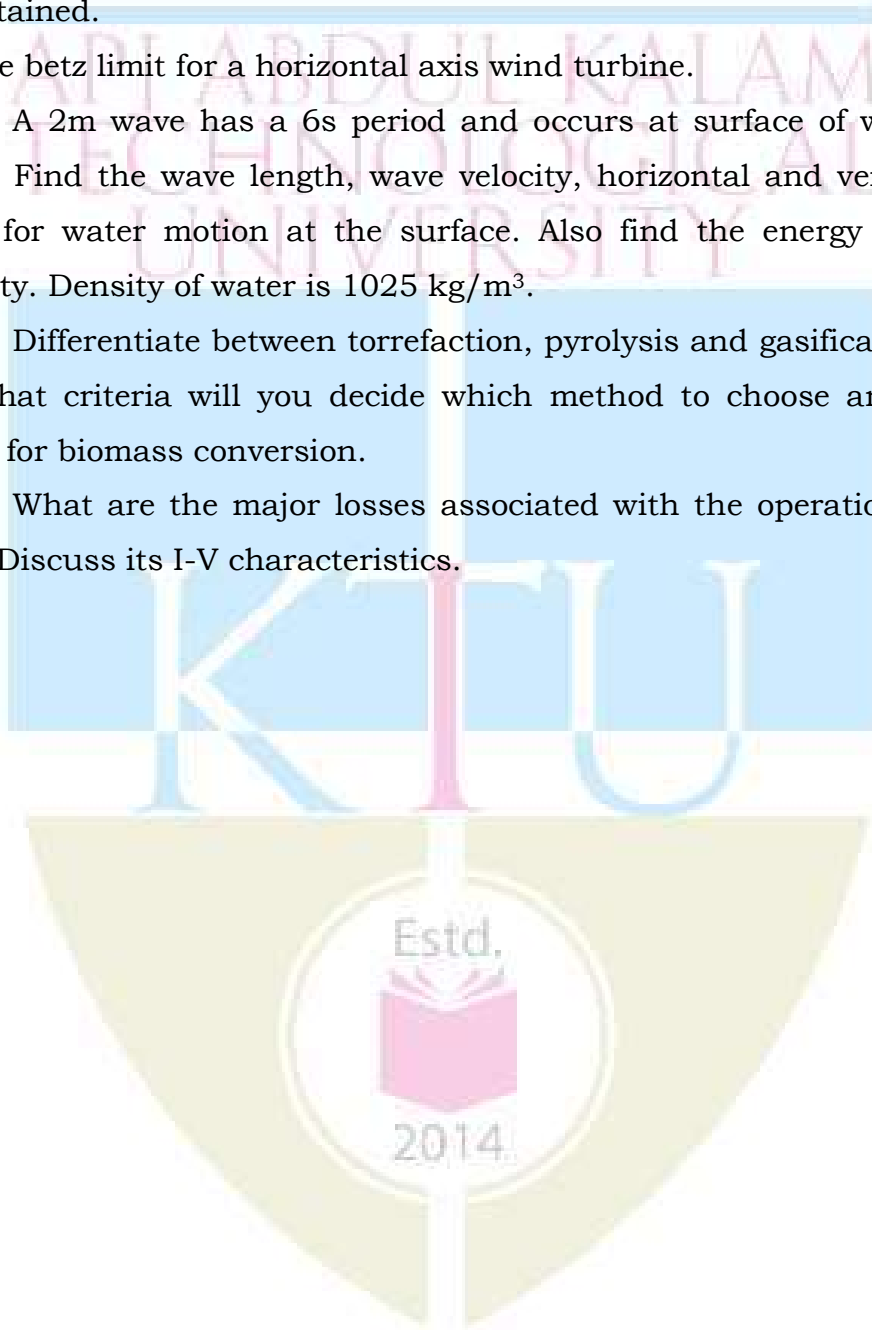 tained.
e betz limit for a horizontal axis wind turbine.
A 2m wave has a 6s period and occurs at surface of w
Find the wave length, wave velocity, horizontal and ve
for water motion at the surface. Also find the energy
ty. Density of water is 1025 kg/m³.
Differentiate between torrefaction, pyrolysis and gasifica
hat criteria will you decide which method to choose a
for biomass conversion.
What are the major losses associated with the operatio
Discuss its I-V characteristics.
API ABDUL KALAM
TECHNOLOGICAL
UNIVERSITY
KTU
Estd.
2014